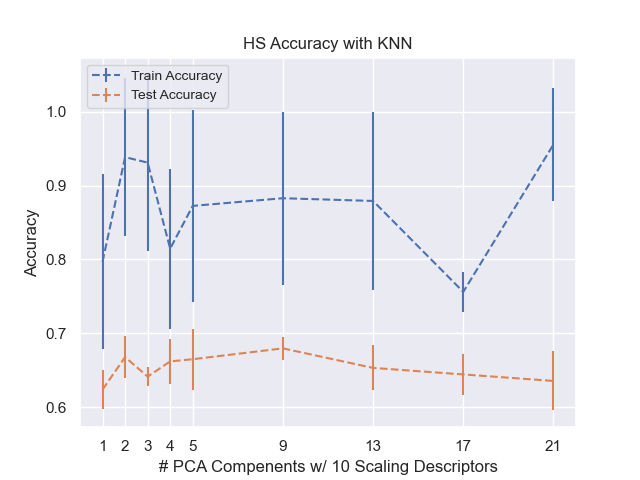 HS Accuracy with KNN
Train Accuracy
Test Accuracy
1.0
0.9
0.8
0.7
0.6
Accuracy
1 2 3 4 5 9 13 17 21
# PCA Compenents w/ 10 Scaling Descriptors